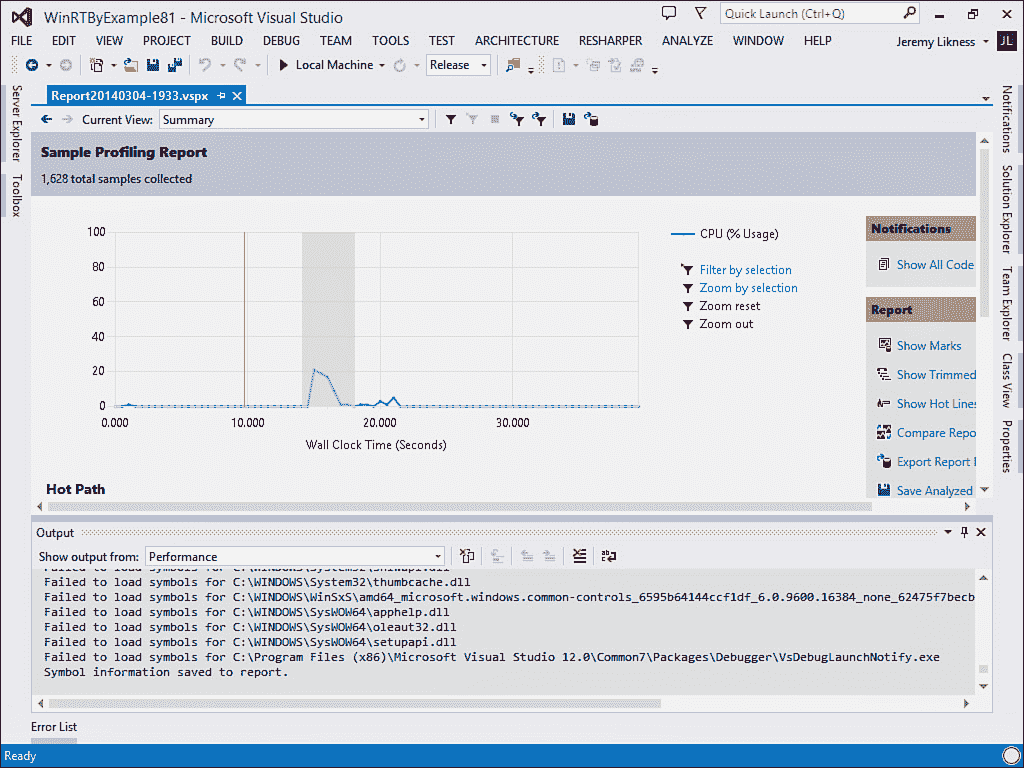 WinRTByExample81 - Microsoft Visual Studio
Quick Launch (Ctrl+Q)
FILE EDIT VIEW PROJECT BUILD DEBUG TEAM TOOLS TEST ARCHITECTURE RESHARPER ANALYZE WINDOW HELP
Jeremy Likness
JL
Local Machine
Release
Server Explorer
Toolbox
Report20140304-1933.vspx
Current View:
Summary
Sample Profiling Report
1,628 total samples collected
100
80
60
40
20
0
0.000
10.000
20.000
30.000
Wall Clock Time (Seconds)
CPU (% Usage)
Filter by selection
Zoom by selection
Zoom reset
Zoom out
Notifications
Show All Code
Report
Show Marks
Show Trimmed
Show Hot Lines
Compare Repo
Export Report
Save Analyzed
Hot Path
Notifications
Solution Explorer
Team Explorer
Class View
Properties
Output
Show output from:
Performance
Failed to load symbols for C:\WINDOWS\System32\shlwapi.dll
Failed to load symbols for C:\WINDOWS\System32\thumbcache.dll
Failed to load symbols for C:\WINDOWS\WinSxS\amd64_microsoft.windows.common-controls_6595b64144ccf1df_6.0.9600.16384_none_62475f7becb
Failed to load symbols for C:\WINDOWS\SysWOW64\apphelp.dll
Failed to load symbols for C:\WINDOWS\SysWOW64\oleaut32.dll
Failed to load symbols for C:\WINDOWS\SysWOW64\setupapi.dll
Failed to load symbols for C:\Program Files (x86)\Microsoft Visual Studio 12.0\Common7\Packages\Debugger\VsDebugLaunchNotify.exe
Symbol information saved to report.
Error List
Ready